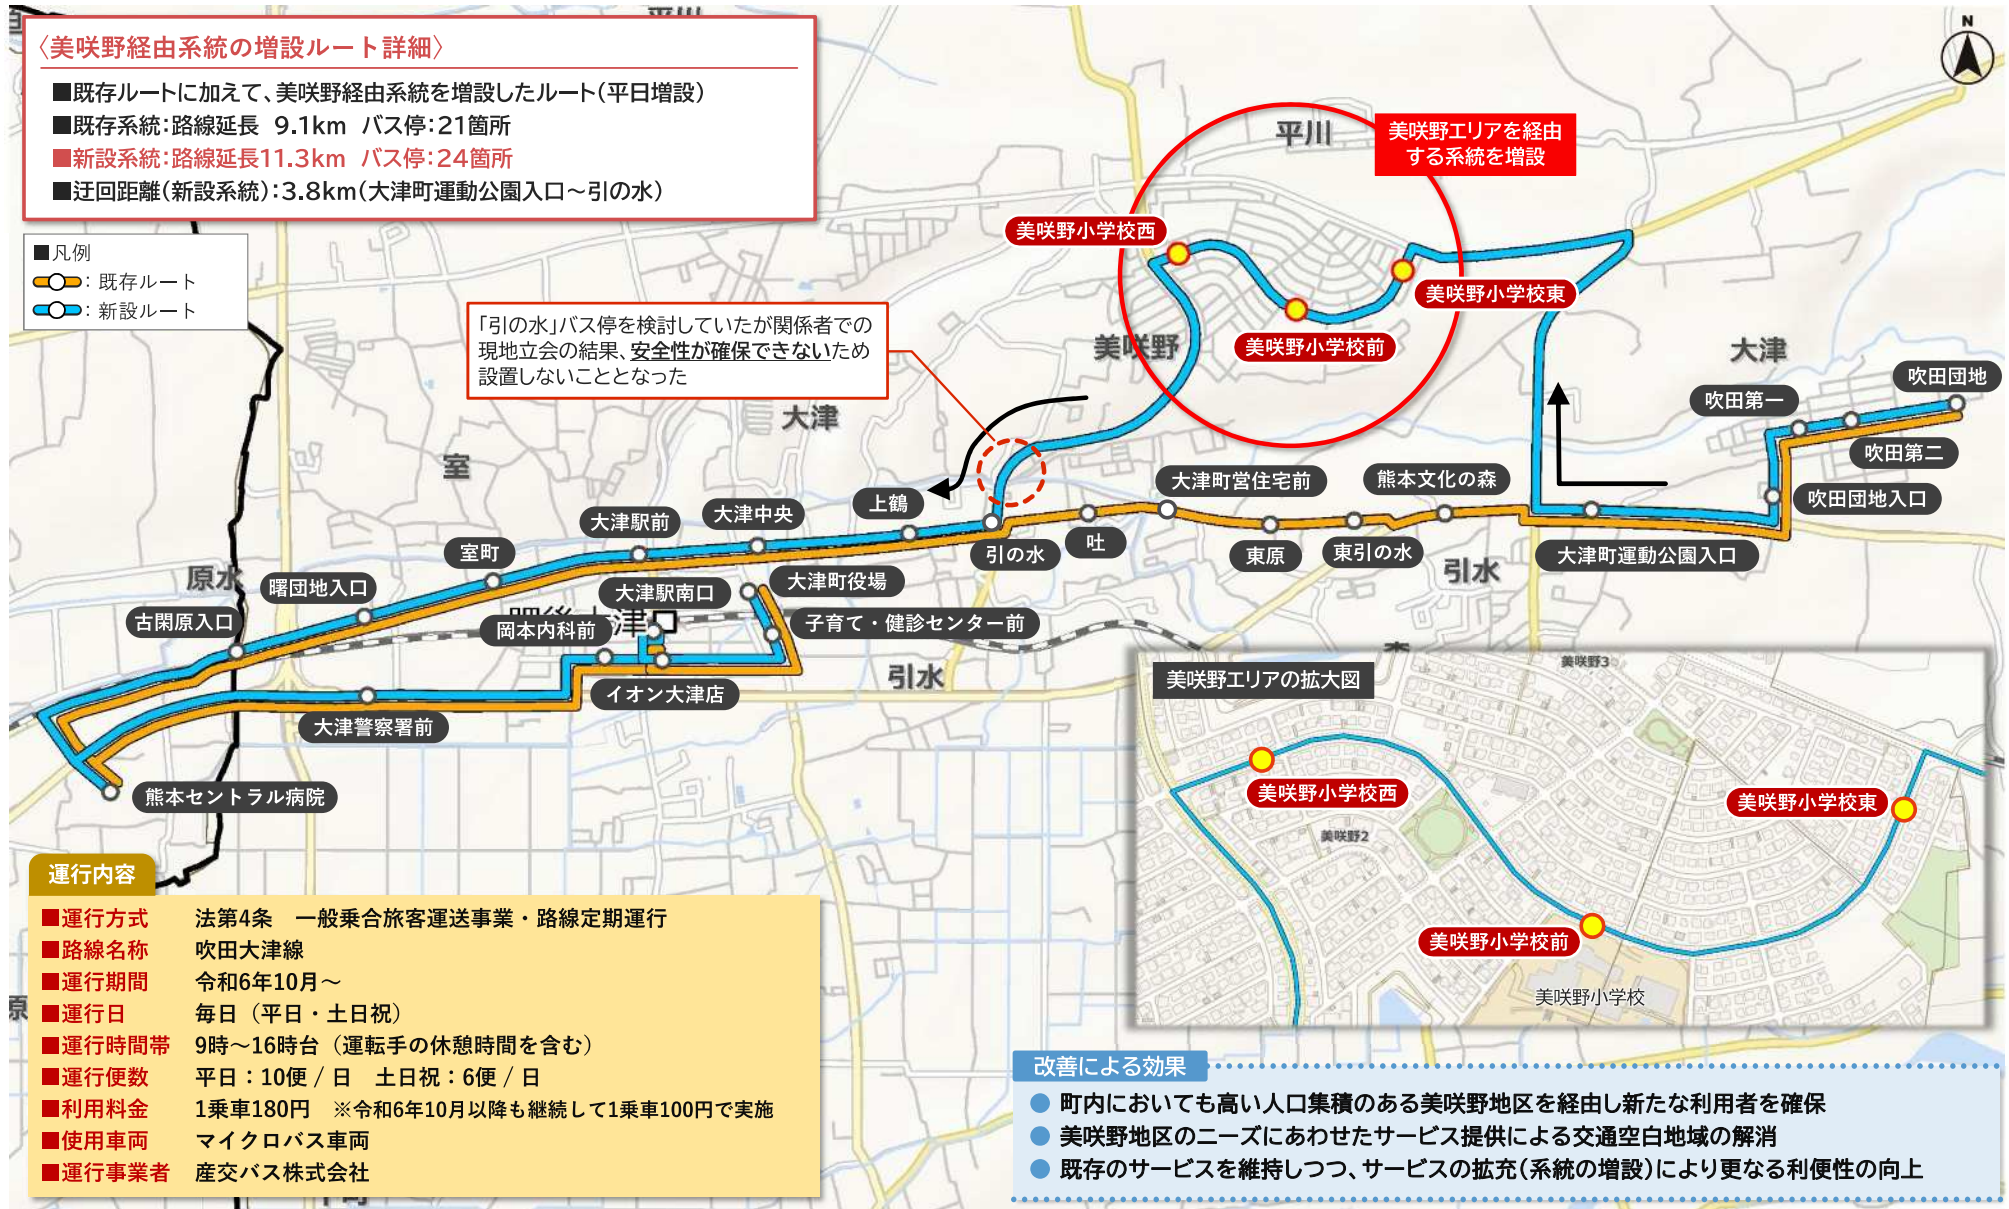 〈美咲野経由系統の増設ルート詳細〉
■既存ルートに加えて、美咲野経由系統を増設したルート(平日増設)
■既存系統:路線延長 9.1km バス停:21箇所
■新設系統:路線延長11.3km バス停:24箇所
■迂回距離(新設系統):3.8km(大津町運動公園入口～引の水)
■凡例
：既存ルート
：新設ルート
N
平川
美咲野エリアを経由
する系統を増設
美咲野小学校西
美咲野小学校東
美咲野小学校前
「引の水」バス停を検討していたが関係者での
現地立会の結果、安全性が確保できないため
設置しないこととなった
美咲野
大津
大津
室
原水
引水
引水
吹田団地
吹田第一
吹田第二
吹田団地入口
大津町運動公園入口
熊本文化の森
東引の水
東原
大津町営住宅前
吐
引の水
上鶴
大津中央
大津駅前
室町
曙団地入口
古閑原入口
大津町役場
大津駅南口
子育て・健診センター前
岡本内科前
イオン大津店
大津警察署前
熊本セントラル病院
美咲野エリアの拡大図
美咲野3
美咲野2
美咲野小学校西
美咲野小学校東
美咲野小学校前
美咲野小学校
運行内容
■運行方式 法第4条 一般乗合旅客運送事業・路線定期運行
■路線名称 吹田大津線
■運行期間 令和6年10月～
■運行日 毎日（平日・土日祝）
■運行時間帯 9時～16時台（運転手の休憩時間を含む）
■運行便数 平日：10便 / 日 土日祝：6便 / 日
■利用料金 1乗車180円 ※令和6年10月以降も継続して1乗車100円で実施
■使用車両 マイクロバス車両
■運行事業者 産交バス株式会社
改善による効果
● 町内においても高い人口集積のある美咲野地区を経由し新たな利用者を確保
● 美咲野地区のニーズにあわせたサービス提供による交通空白地域の解消
● 既存のサービスを維持しつつ、サービスの拡充(系統の増設)により更なる利便性の向上